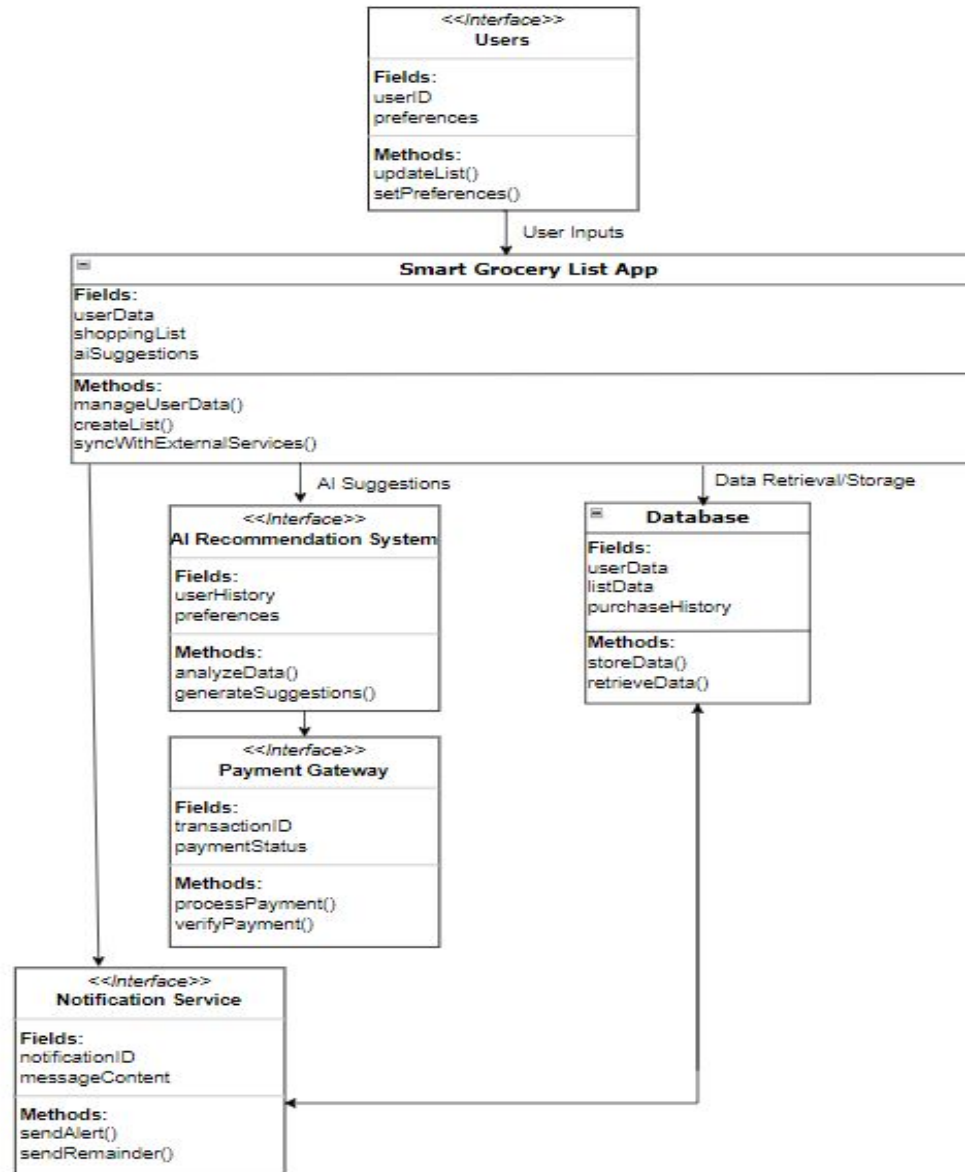 <<Interface>>
Users
Fields:
userID
preferences
Methods:
updateList()
setPreferences()
User Inputs
Smart Grocery List App
Fields:
userData
shoppingList
aiSuggestions
Methods:
manageUserData()
createList()
syncWithExternalServices()
AI Suggestions
Data Retrieval/Storage
<<Interface>>
AI Recommendation System
Fields:
userHistory
preferences
Methods:
analyzeData()
generateSuggestions()
Database
Fields:
userData
listData
purchaseHistory
Methods:
storeData()
retrieveData()
<<Interface>>
Payment Gateway
Fields:
transactionID
paymentStatus
Methods:
processPayment()
verifyPayment()
<<Interface>>
Notification Service
Fields:
notificationID
messageContent
Methods:
sendAlert()
sendRemainder()